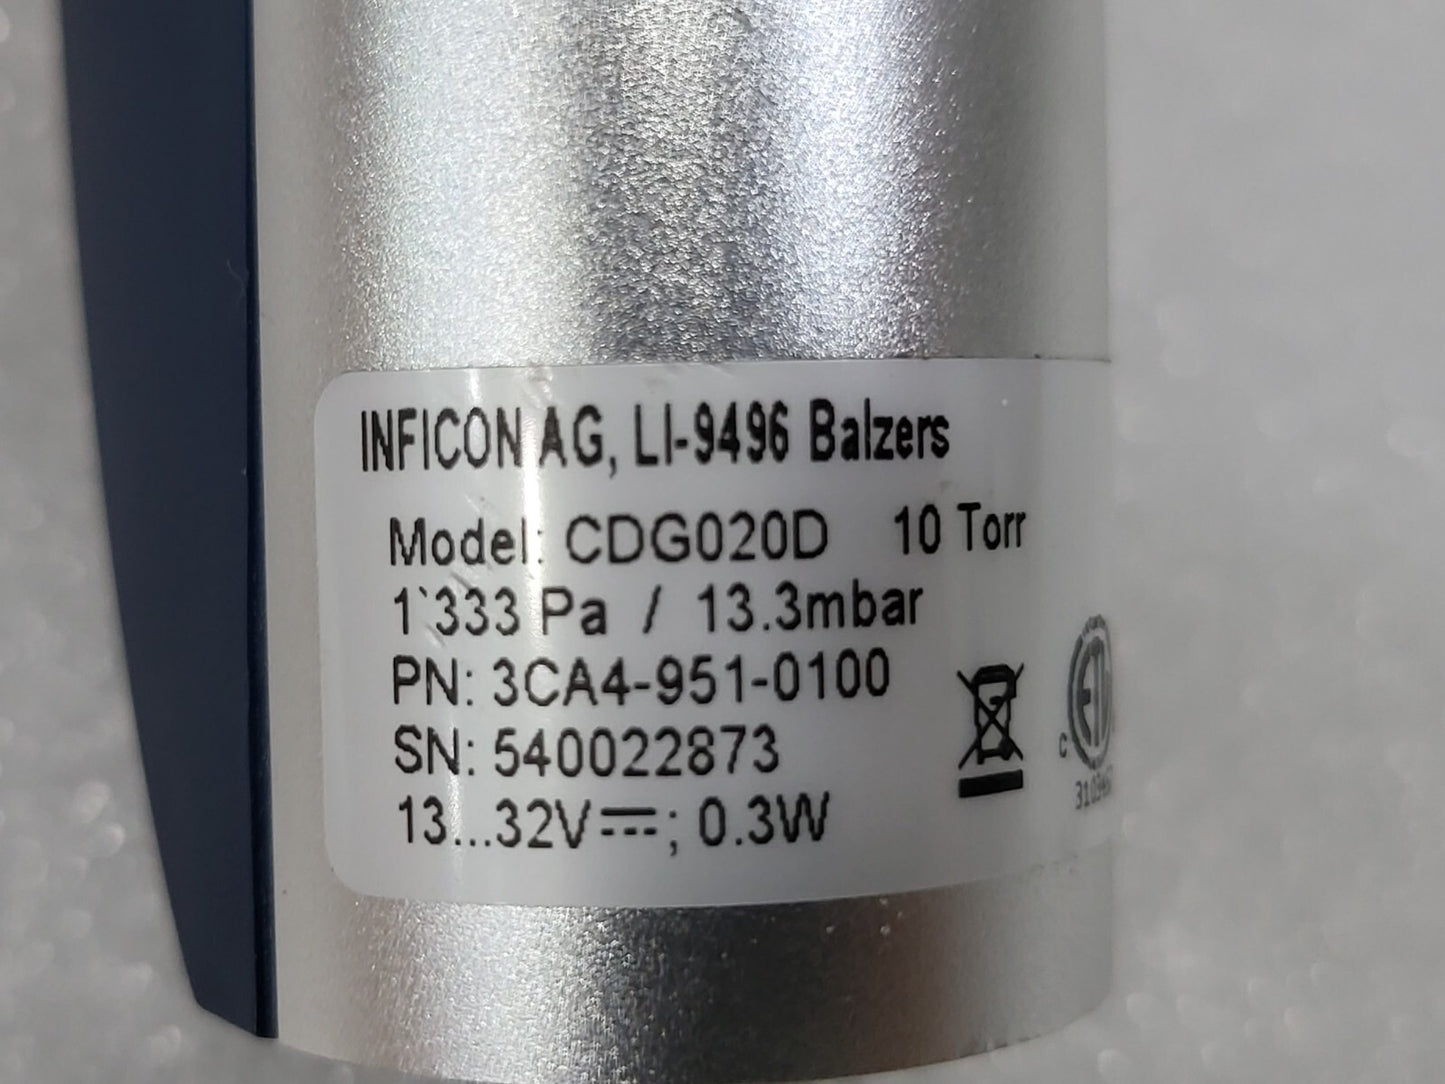 INFICON AG, LI-9496 Balzers
Model: CDG020D 10 Torr
1`333 Pa / 13.3mbar
PN: 3CA4-951-0100
SN: 540022873
13...32V⎓; 0.3W
c